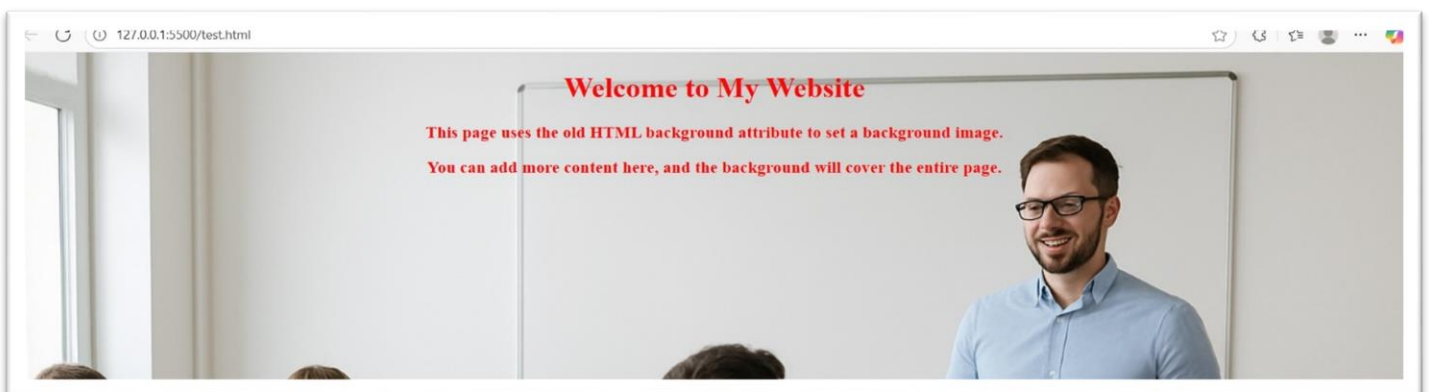 127.0.0.1:5500/test.html
Welcome to My Website
This page uses the old HTML background attribute to set a background image.
You can add more content here, and the background will cover the entire page.